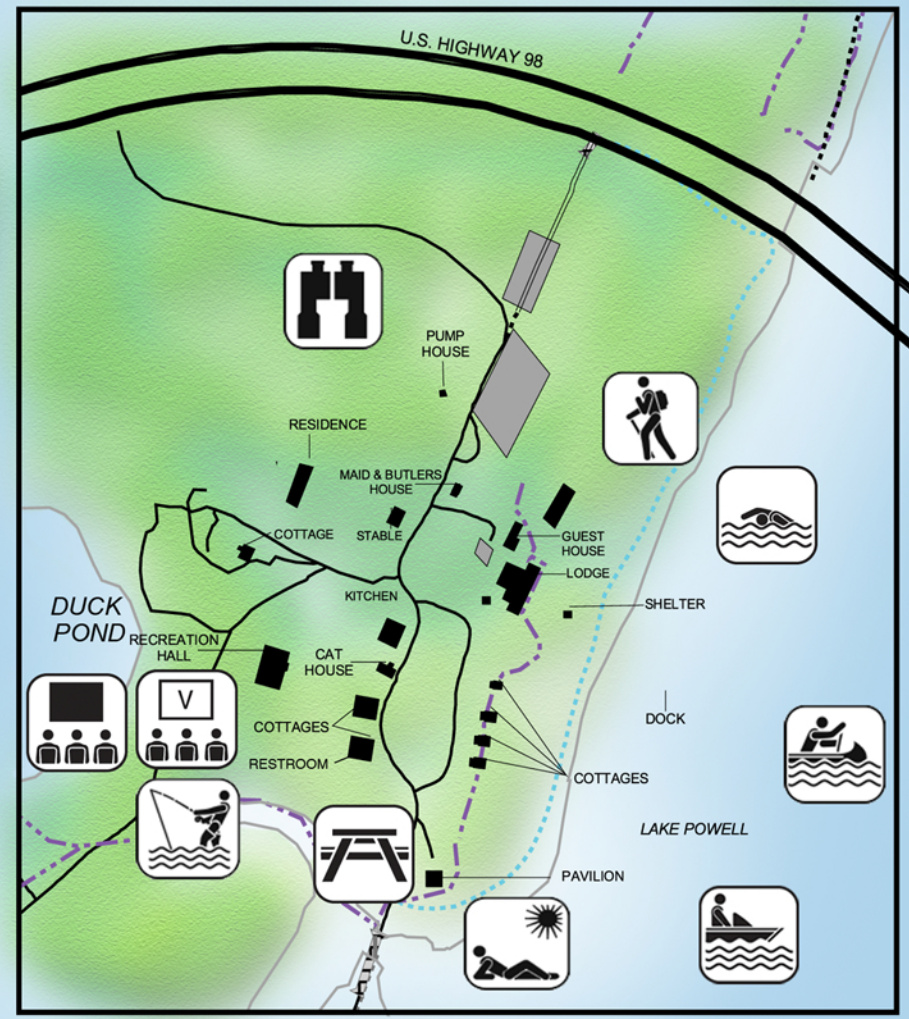 U.S. HIGHWAY 98
PUMP
HOUSE
RESIDENCE
MAID & BUTLERS
HOUSE
COTTAGE
STABLE
GUEST
HOUSE
LODGE
KITCHEN
SHELTER
DUCK
POND
RECREATION
HALL
CAT
HOUSE
V
DOCK
COTTAGES
RESTROOM
COTTAGES
LAKE POWELL
PAVILION